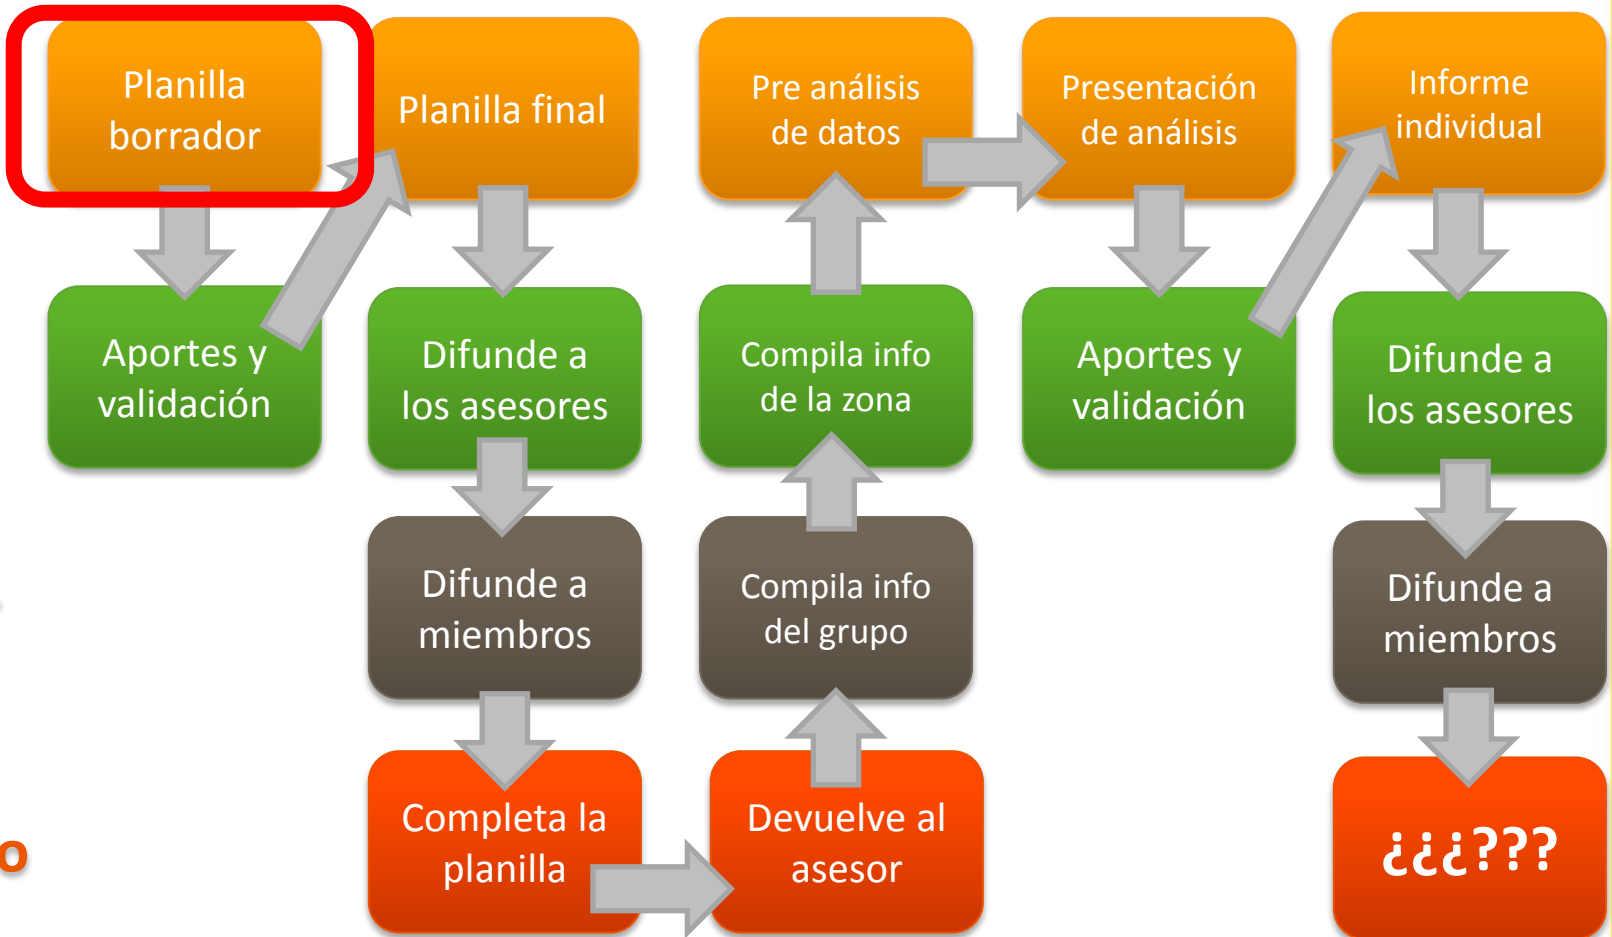 Planilla
borrador
Planilla final
Pre análisis
de datos
Presentación
de análisis
Informe
individual
Aportes y
validación
Difunde a
los asesores
Compila info
de la zona
Aportes y
validación
Difunde a
los asesores
Difunde a
miembros
Compila info
del grupo
Difunde a
miembros
Completa la
planilla
Devuelve al
asesor
¿¿¿???
o